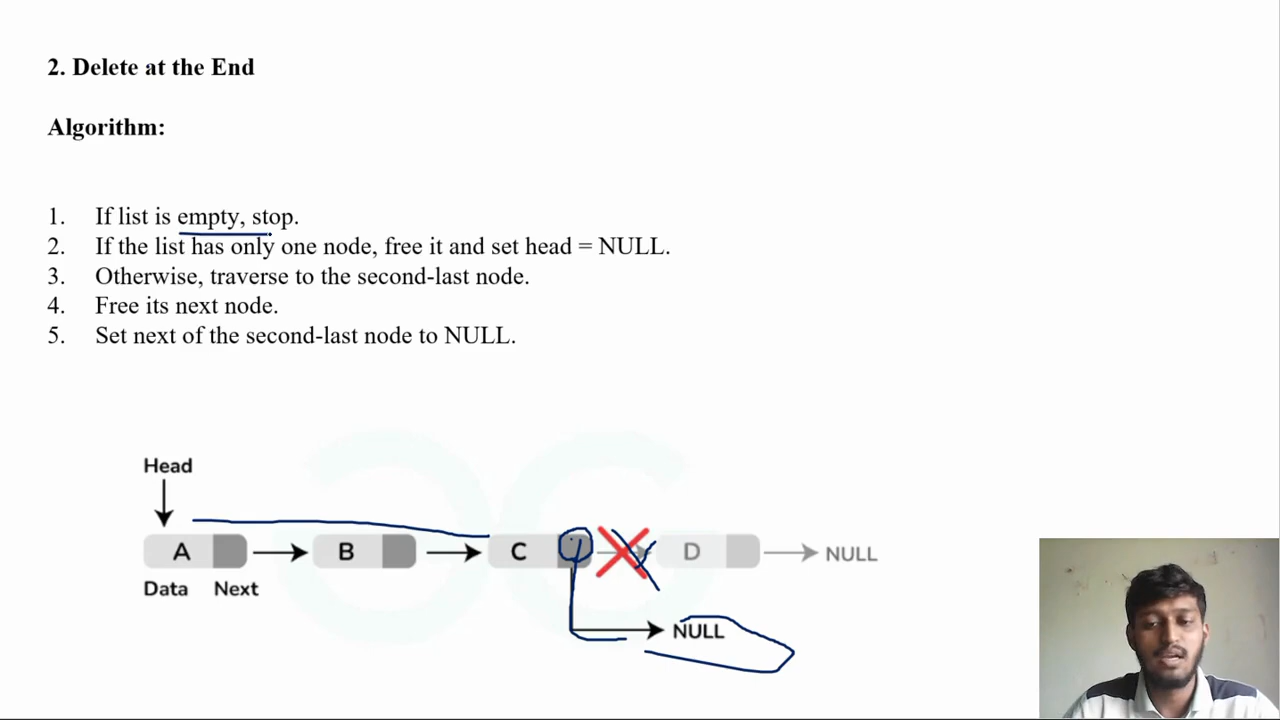 2. Delete at the End
Algorithm:
1. If list is empty, stop.
2. If the list has only one node, free it and set head = NULL.
3. Otherwise, traverse to the second-last node.
4. Free its next node.
5. Set next of the second-last node to NULL.
Head
A B C D NULL
Data Next
NULL